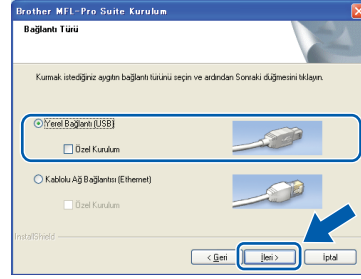 Brother MFL-Pro Suite Kurulum
Bağlantı Türü
Kurmak istediğiniz aygıtın bağlantı türünü seçin ve ardından Sonraki düğmesini tıklayın.
Yerel Bağlantı (USB)
Özel Kurulum
Kablolu Ağ Bağlantısı (Ethernet)
Özel Kurulum
InstallShield
< Geri İleri > İptal